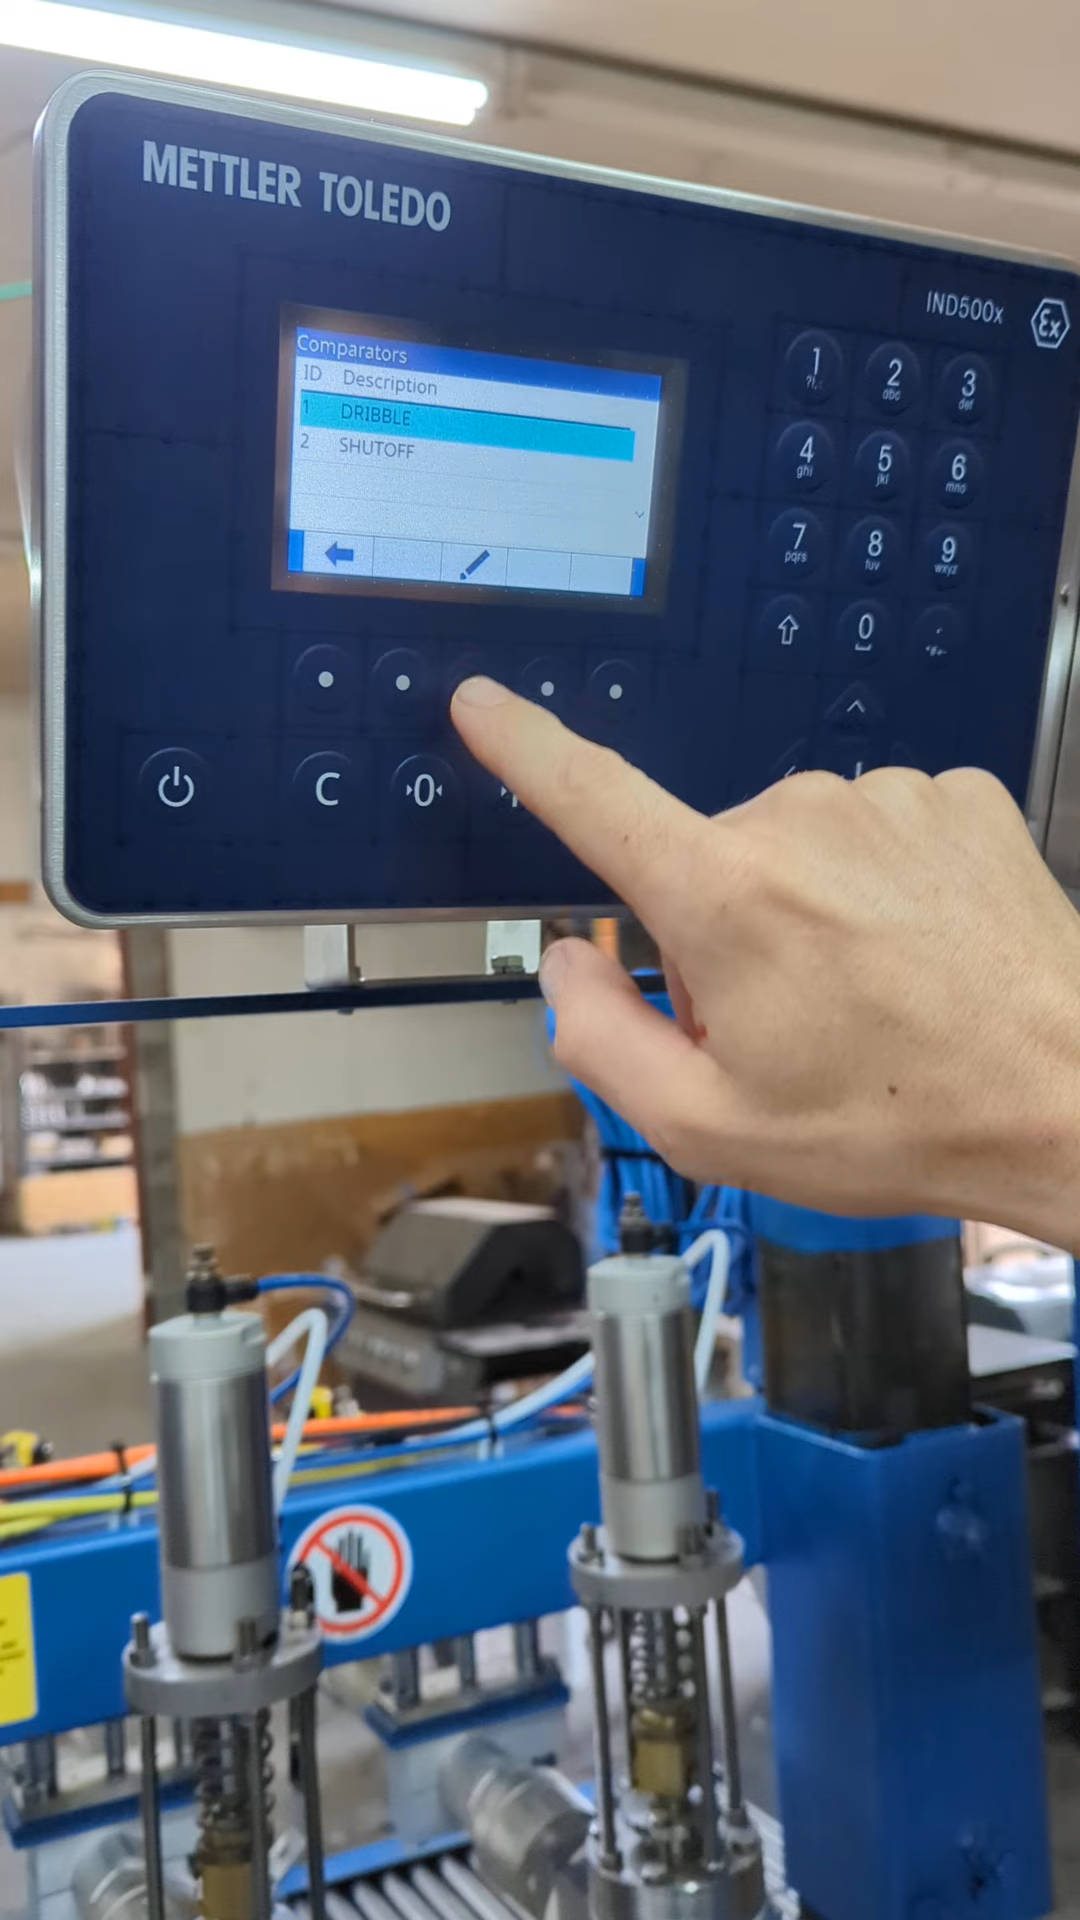 METTLER TOLEDO
IND500x
Ex
Comparators
ID Description
1 DRIBBLE
2 SHUTOFF
1
2 abc
3 def
4 ghi
5 jkl
6 mno
7 pqrs
8 tuv
9 wxyz
0
C
0